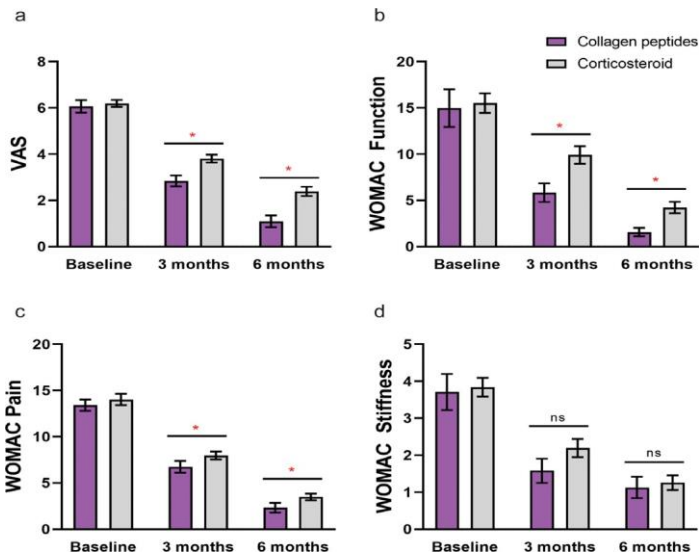 a
VAS
8
6
4
2
0
*
*
Baseline 3 months 6 months
b
Collagen peptides
Corticosteroid
WOMAC Function
20
15
10
5
0
*
*
Baseline 3 months 6 months
c
WOMAC Pain
20
15
10
5
0
*
*
Baseline 3 months 6 months
d
WOMAC Stiffness
5
4
3
2
1
0
ns
ns
Baseline 3 months 6 months